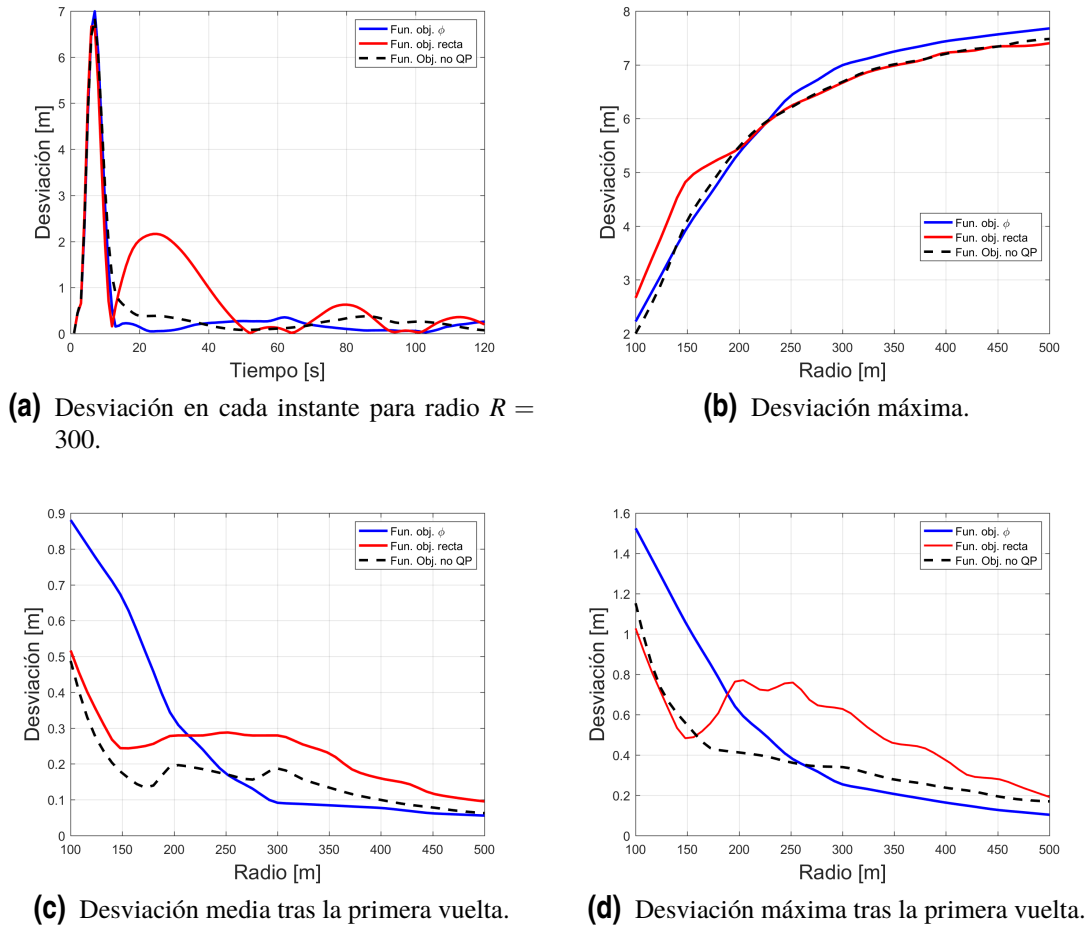 7
6
5
4
3
2
1
0
Desviación [m]
Fun. obj. ϕ
Fun. obj. recta
Fun. Obj. no QP
0 20 40 60 80 100 120
Tiempo [s]
(a) Desviación en cada instante para radio R =
300.
8
7
6
5
4
3
2
Desviación [m]
Fun. obj. ϕ
Fun. obj. recta
Fun. Obj. no QP
100 150 200 250 300 350 400 450 500
Radio [m]
(b) Desviación máxima.
0.9
0.8
0.7
0.6
0.5
0.4
0.3
0.2
0.1
0
Desviación [m]
Fun. obj. ϕ
Fun. obj. recta
Fun. Obj. no QP
100 150 200 250 300 350 400 450 500
Radio [m]
(c) Desviación media tras la primera vuelta.
1.6
1.4
1.2
1
0.8
0.6
0.4
0.2
0
Desviación [m]
Fun. obj. ϕ
Fun. obj. recta
Fun. Obj. no QP
100 150 200 250 300 350 400 450 500
Radio [m]
(d) Desviación máxima tras la primera vuelta.